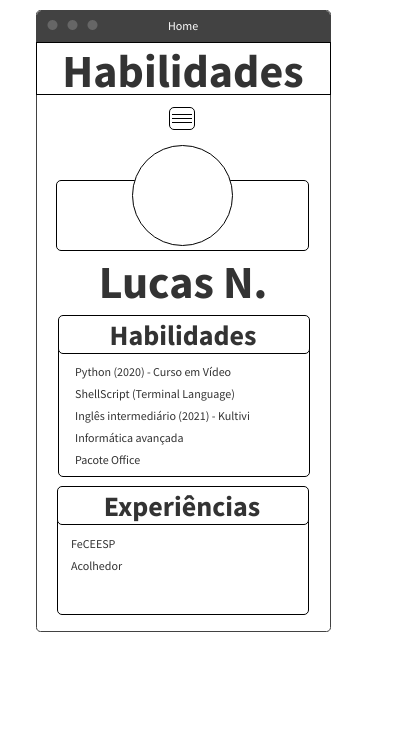 Home
Habilidades
Lucas N.
Habilidades
Python (2020) - Curso em Vídeo
ShellScript (Terminal Language)
Inglês intermediário (2021) - Kultivi
Informática avançada
Pacote Office
Experiências
FeCEESP
Acolhedor